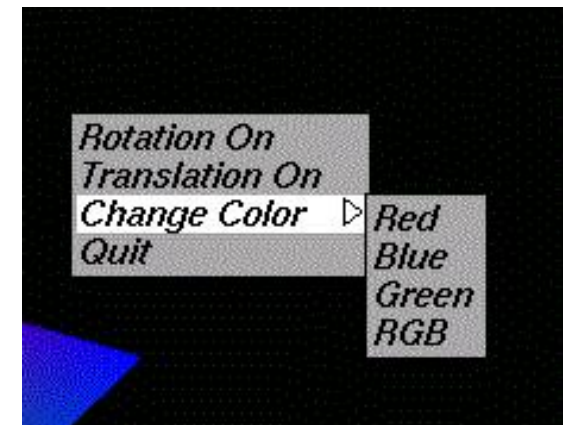 Rotation On
Translation On
Change Color
Quit
Red
Blue
Green
RGB